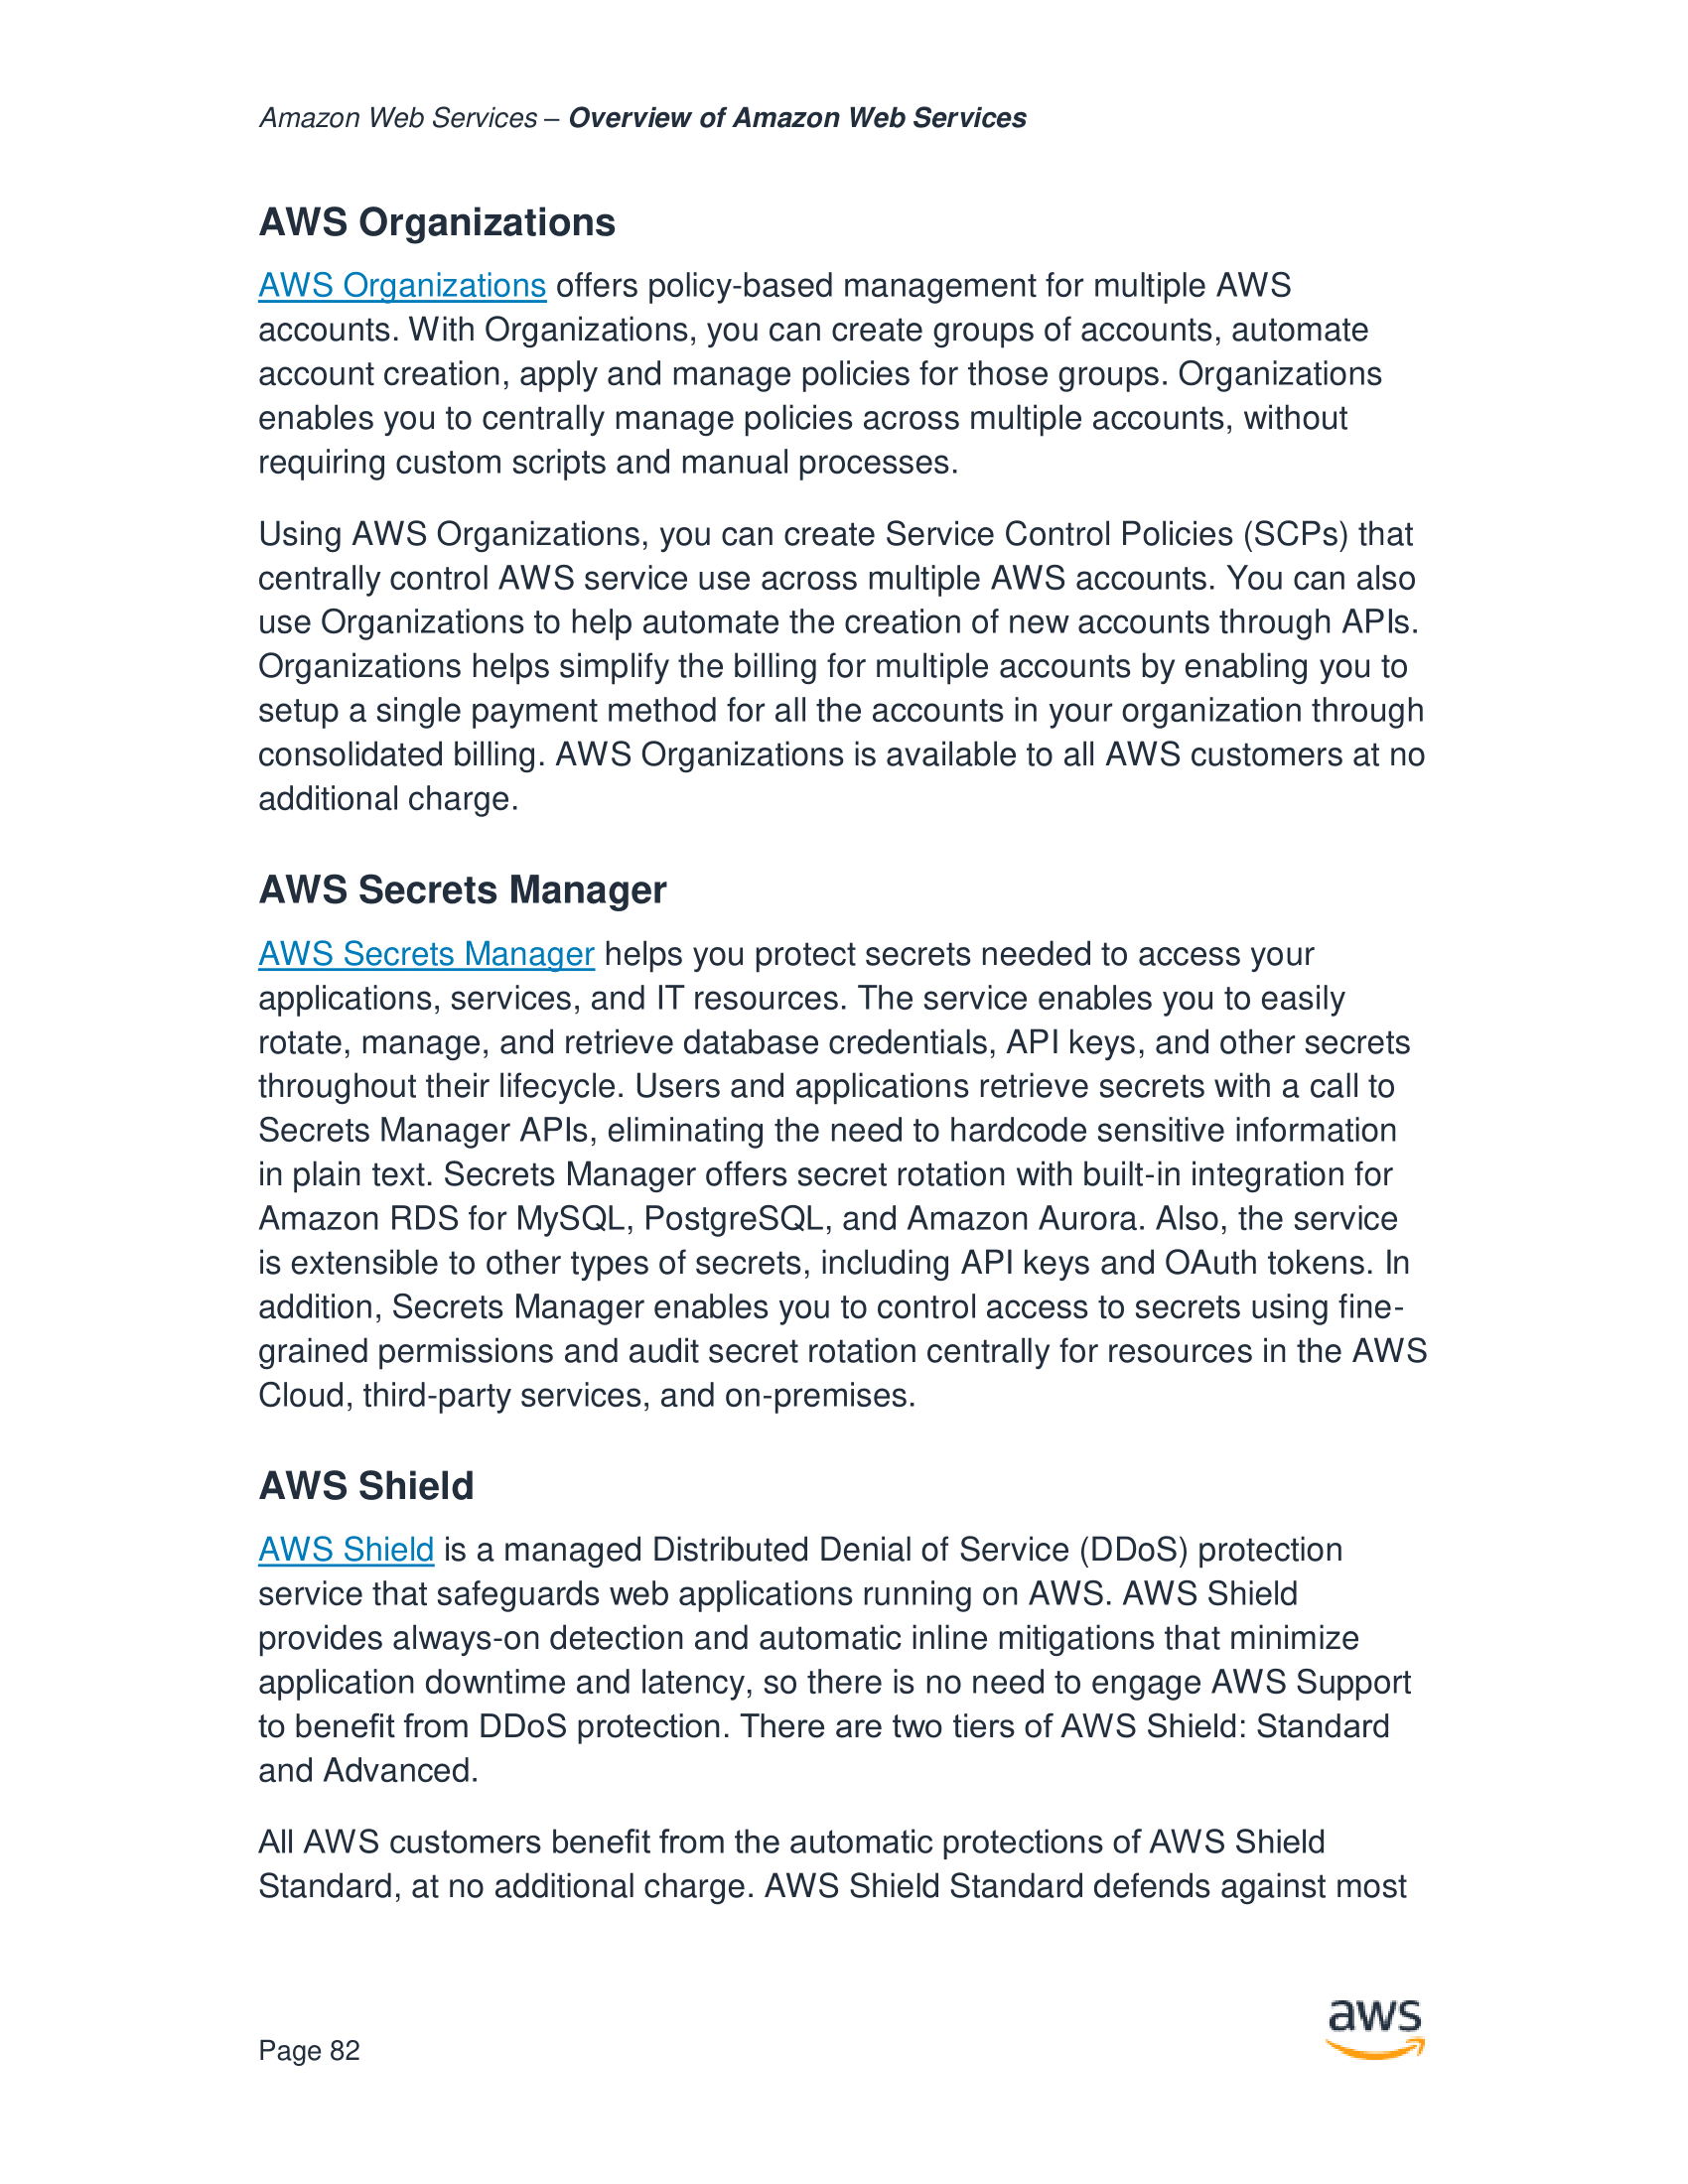 Amazon Web Services – Overview of Amazon Web Services
AWS Organizations
AWS Organizations offers policy-based management for multiple AWS
accounts. With Organizations, you can create groups of accounts, automate
account creation, apply and manage policies for those groups. Organizations
enables you to centrally manage policies across multiple accounts, without
requiring custom scripts and manual processes.
Using AWS Organizations, you can create Service Control Policies (SCPs) that
centrally control AWS service use across multiple AWS accounts. You can also
use Organizations to help automate the creation of new accounts through APIs.
Organizations helps simplify the billing for multiple accounts by enabling you to
setup a single payment method for all the accounts in your organization through
consolidated billing. AWS Organizations is available to all AWS customers at no
additional charge.
AWS Secrets Manager
AWS Secrets Manager helps you protect secrets needed to access your
applications, services, and IT resources. The service enables you to easily
rotate, manage, and retrieve database credentials, API keys, and other secrets
throughout their lifecycle. Users and applications retrieve secrets with a call to
Secrets Manager APIs, eliminating the need to hardcode sensitive information
in plain text. Secrets Manager offers secret rotation with built-in integration for
Amazon RDS for MySQL, PostgreSQL, and Amazon Aurora. Also, the service
is extensible to other types of secrets, including API keys and OAuth tokens. In
addition, Secrets Manager enables you to control access to secrets using fine-
grained permissions and audit secret rotation centrally for resources in the AWS
Cloud, third-party services, and on-premises.
AWS Shield
AWS Shield is a managed Distributed Denial of Service (DDoS) protection
service that safeguards web applications running on AWS. AWS Shield
provides always-on detection and automatic inline mitigations that minimize
application downtime and latency, so there is no need to engage AWS Support
to benefit from DDoS protection. There are two tiers of AWS Shield: Standard
and Advanced.
All AWS customers benefit from the automatic protections of AWS Shield
Standard, at no additional charge. AWS Shield Standard defends against most
aws
Page 82